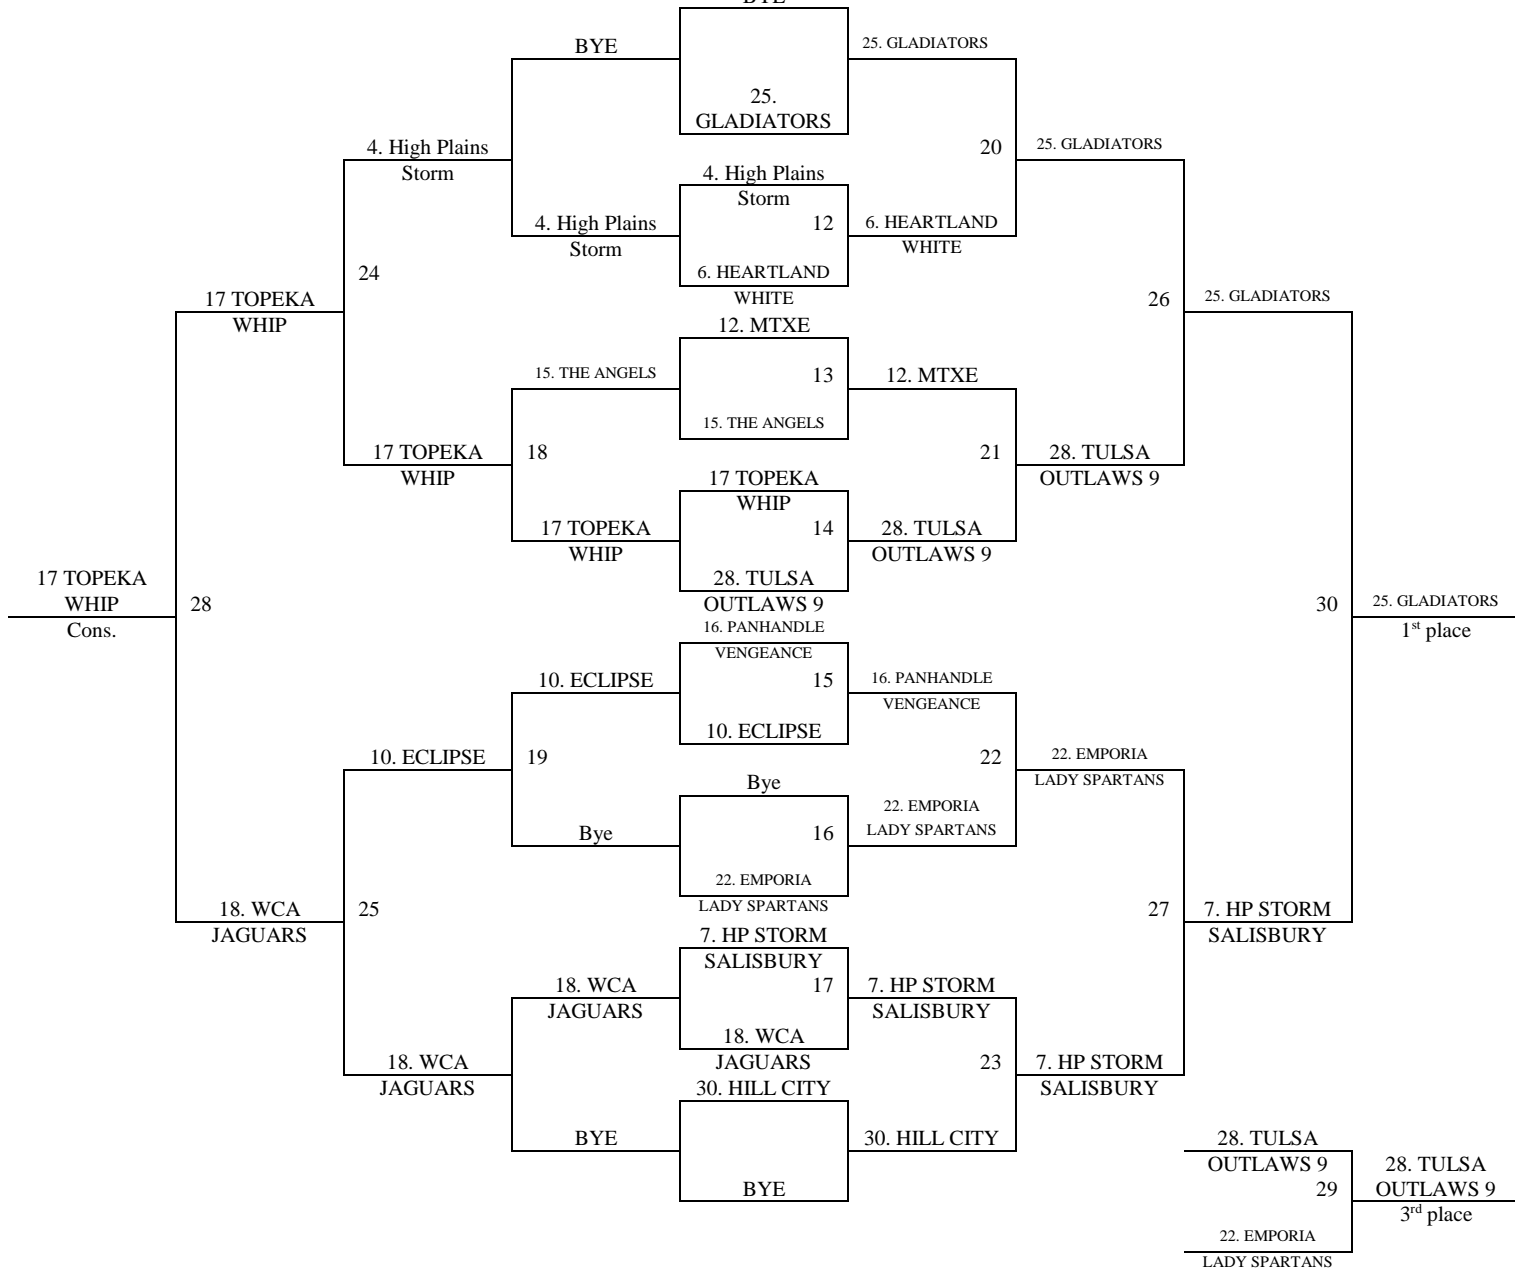 BYE
BYE
25. GLADIATORS
25.
GLADIATORS
4. High Plains
Storm
20
25. GLADIATORS
4. High Plains
Storm
4. High Plains
Storm
12
6. HEARTLAND
WHITE
24
6. HEARTLAND
WHITE
17 TOPEKA
WHIP
26
25. GLADIATORS
12. MTXE
15. THE ANGELS
13
12. MTXE
15. THE ANGELS
17 TOPEKA
WHIP
18
21
28. TULSA
OUTLAWS 9
17 TOPEKA
WHIP
17 TOPEKA
WHIP
14
28. TULSA
OUTLAWS 9
28. TULSA
OUTLAWS 9
17 TOPEKA
WHIP
Cons.
28
30
25. GLADIATORS
1st place
16. PANHANDLE
VENGEANCE
10. ECLIPSE
15
16. PANHANDLE
VENGEANCE
10. ECLIPSE
10. ECLIPSE
19
22
22. EMPORIA
LADY SPARTANS
Bye
Bye
16
22. EMPORIA
LADY SPARTANS
22. EMPORIA
LADY SPARTANS
18. WCA
JAGUARS
25
27
7. HP STORM
SALISBURY
7. HP STORM
SALISBURY
18. WCA
JAGUARS
17
7. HP STORM
SALISBURY
18. WCA
JAGUARS
18. WCA
JAGUARS
23
7. HP STORM
SALISBURY
30. HILL CITY
BYE
30. HILL CITY
BYE
28. TULSA
OUTLAWS 9
29
28. TULSA
OUTLAWS 9
3rd place
22. EMPORIA
LADY SPARTANS